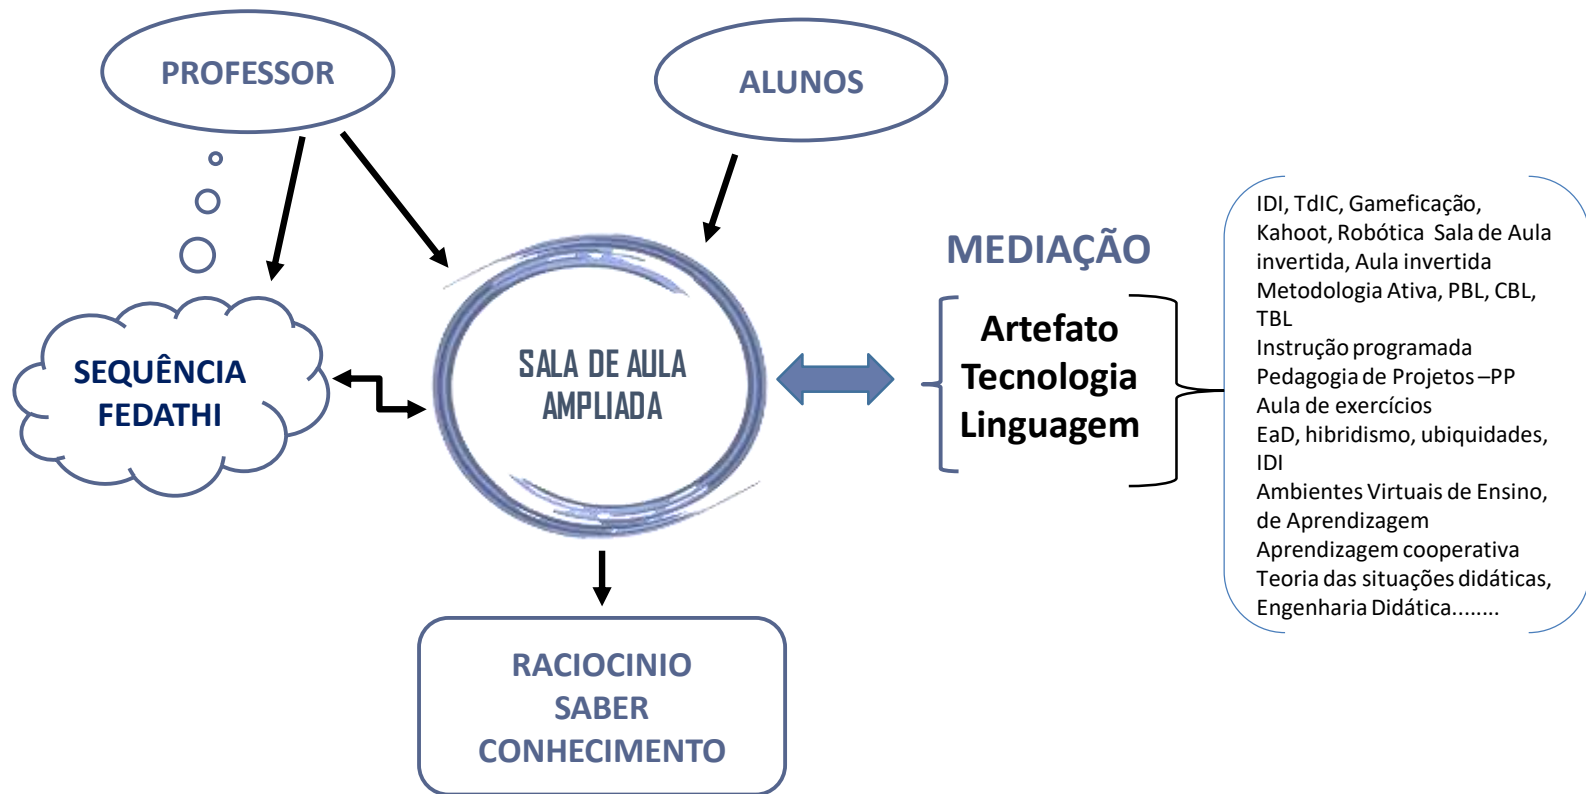 PROFESSOR
ALUNOS
SEQUÊNCIA
FEDATHI
SALA DE AULA
AMPLIADA
MEDIAÇÃO
Artefato
Tecnologia
Linguagem
IDI, TdIC, Gameficação,
Kahoot, Robótica Sala de Aula
invertida, Aula invertida
Metodologia Ativa, PBL, CBL,
TBL
Instrução programada
Pedagogia de Projetos –PP
Aula de exercícios
EaD, hibridismo, ubiquidades,
IDI
Ambientes Virtuais de Ensino,
de Aprendizagem
Aprendizagem cooperativa
Teoria das situações didáticas,
Engenharia Didática........
RACIOCINIO
SABER
CONHECIMENTO